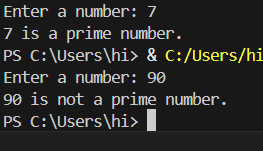 Enter a number: 7
7 is a prime number.
PS C:\Users\hi> & C:/Users/hi
Enter a number: 90
90 is not a prime number.
PS C:\Users\hi>